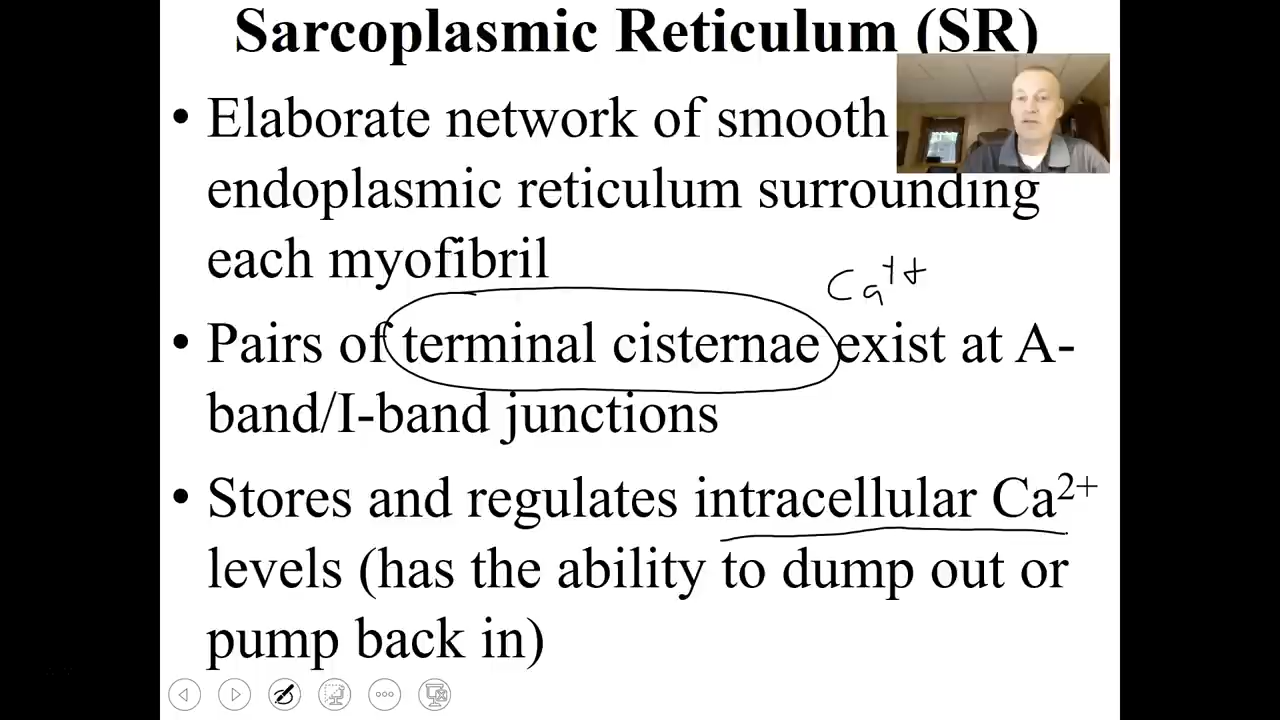 Sarcoplasmic Reticulum (SR)
• Elaborate network of smooth
endoplasmic reticulum surrounding
each myofibril
Ca++
• Pairs of terminal cisternae exist at A-
band/I-band junctions
• Stores and regulates intracellular Ca²⁺
levels (has the ability to dump out or
pump back in)